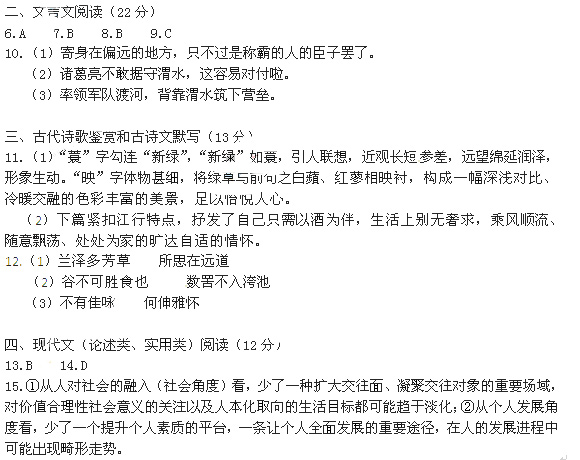 二、文言文阅读（22分）
6.A 7.B 8.B 9.C
10.（1）寄身在偏远的地方，只不过是称霸的人的臣子罢了。
（2）诸葛亮不敢据守渭水，这容易对付啦。
（3）率领军队渡河，背靠渭水筑下营垒。
三、古代诗歌鉴赏和古诗文默写（13分）
11.（1）“蓑”字勾连“新绿”，“新绿”如蓑，引人联想，近观长短参差，远望绵延润泽，
形象生动。“映”字体物甚细，将绿草与前句之白蘋、红蓼相映衬，构成一幅深浅对比、
冷暖交融的色彩丰富的美景，足以怡悦人心。
（2）下篇紧扣江行特点，抒发了自己只需以酒为伴，生活上别无奢求，乘风顺流、
随意飘荡、处处为家的旷达自适的情怀。
12.（1）兰泽多芳草 所思在远道
（2）谷不可胜食也 数罟不入洿池
（3）不有佳咏 何伸雅怀
四、现代文（论述类、实用类）阅读（12分）
13.B 14.D
15.①从人对社会的融入（社会角度）看，少了一种扩大交往面、凝聚交往对象的重要场域，
对价值合理性社会意义的关注以及人本化取向的生活目标都可能趋于淡化；②从个人发展角
度看，少了一个提升个人素质的平台，一条让个人全面发展的重要途径，在人的发展进程中
可能出现畸形走势。